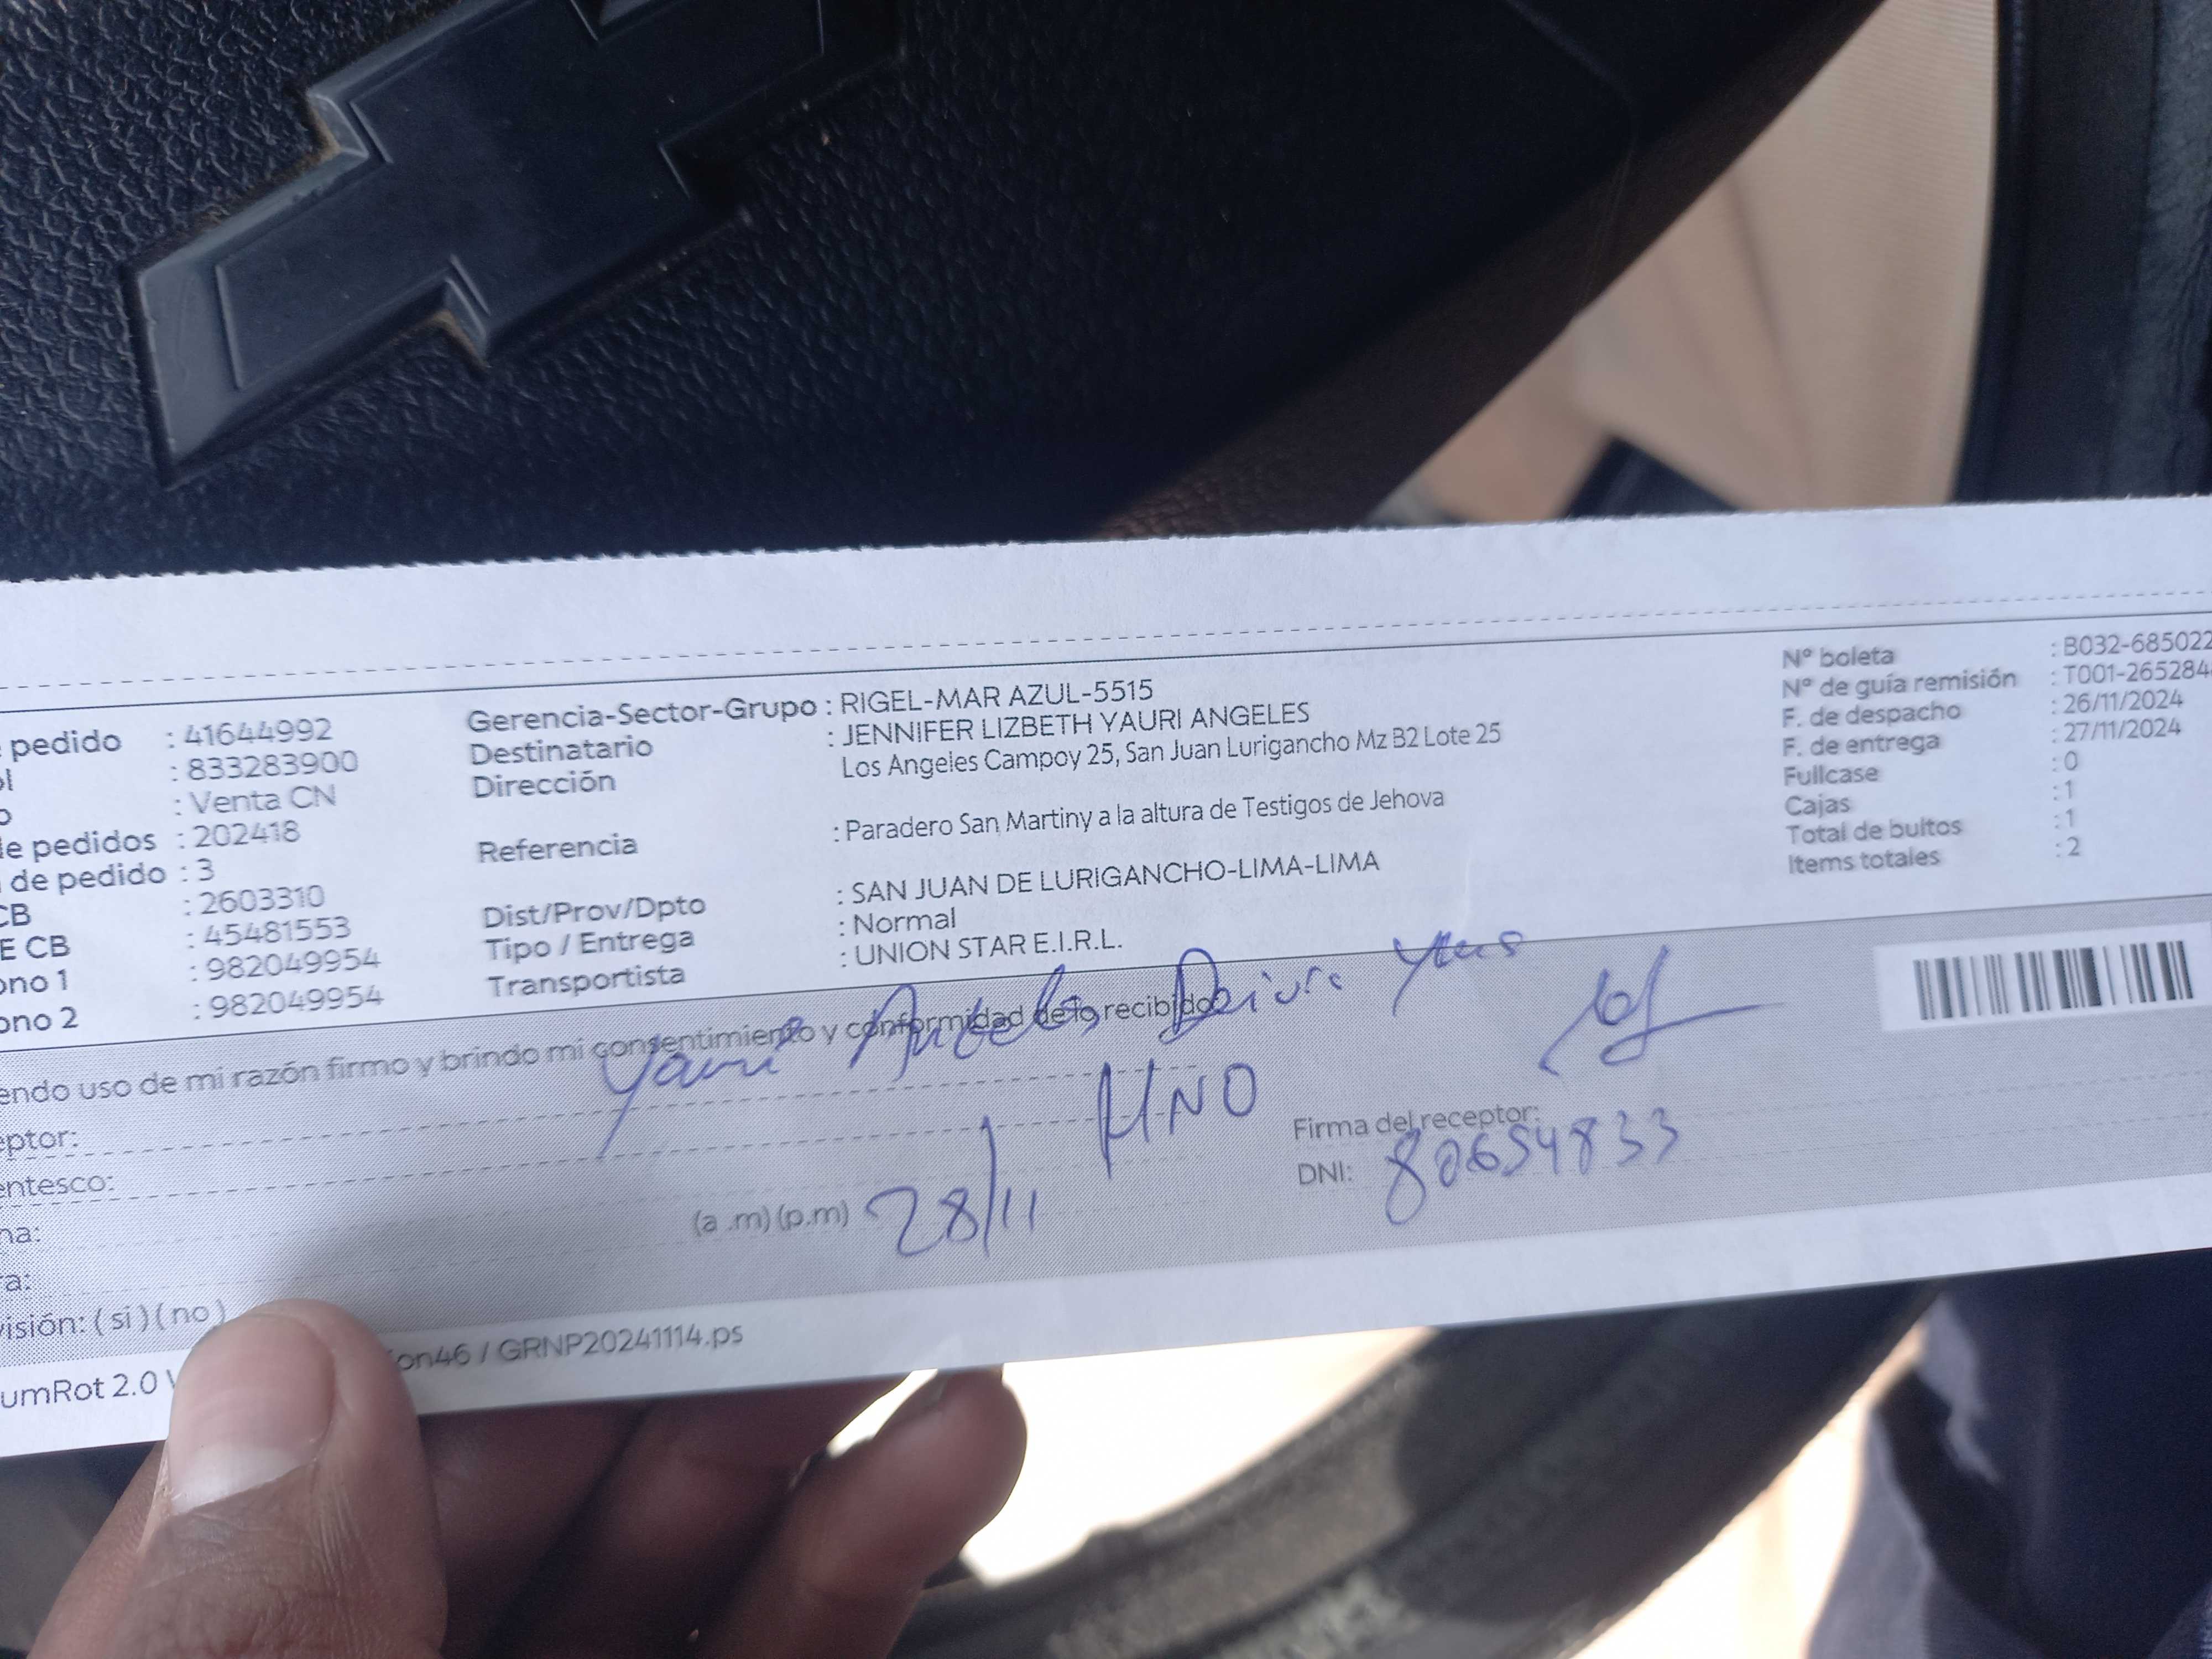 pedido : 41644992
: 833283900
: Venta CN
de pedidos : 202418
de pedido : 3
CB : 2603310
E CB : 45481553
ono 1 : 982049954
ono 2 : 982049954
Gerencia-Sector-Grupo : RIGEL-MAR AZUL-5515
Destinatario : JENNIFER LIZBETH YAURI ANGELES
Dirección Los Angeles Campoy 25, San Juan Lurigancho Mz B2 Lote 25
Referencia : Paradero San Martiny a la altura de Testigos de Jehova
Dist/Prov/Dpto : SAN JUAN DE LURIGANCHO-LIMA-LIMA
Tipo / Entrega : Normal
Transportista : UNION STAR E.I.R.L.
Nº boleta : B032-685022
Nº de guía remisión : T001-265284
F. de despacho : 26/11/2024
F. de entrega : 27/11/2024
Fullcase : 0
Cajas : 1
Total de bultos : 1
Items totales : 2
endo uso de mi razón firmo y brindo mi consentimiento y conformidad de lo recibido
eptor: Yauri
entesco: HNO
na:
ra: (a .m) (p.m) 28/11
Firma del receptor:
DNI: 80654833
visión: ( si ) ( no )
umRot 2.0 on46 / GRNP20241114.ps